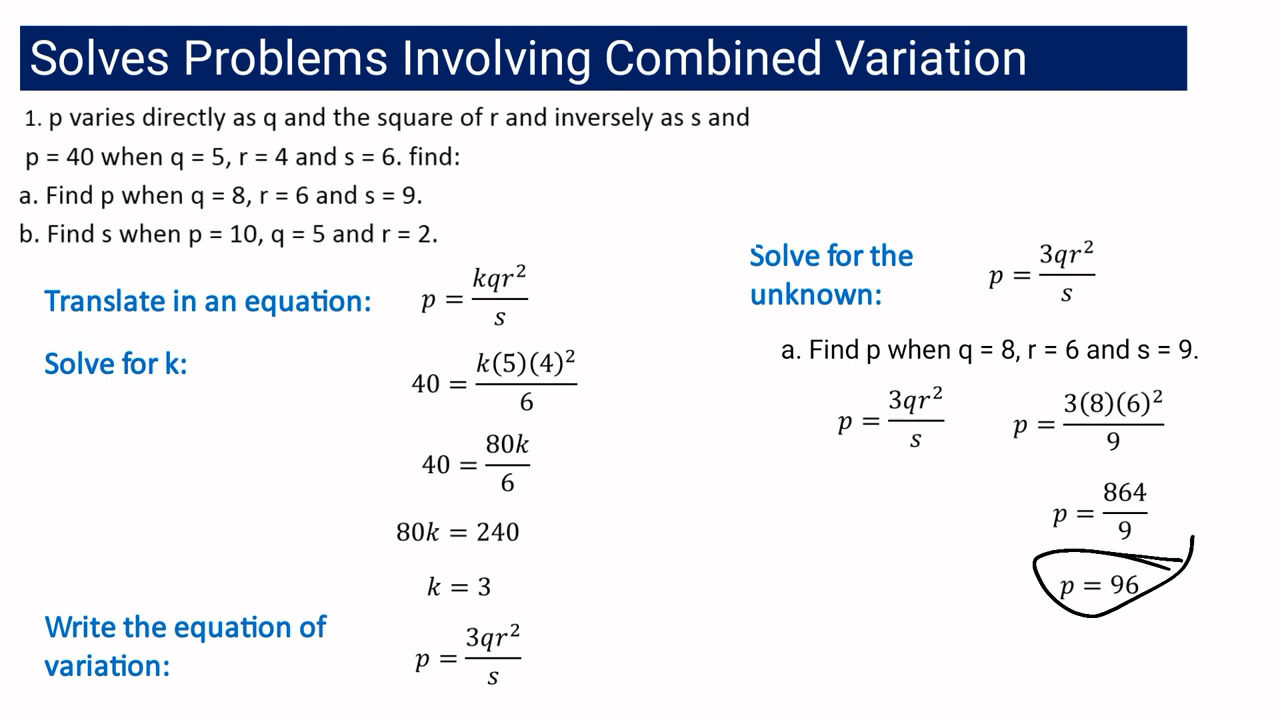 Solves Problems Involving Combined Variation
1. p varies directly as q and the square of r and inversely as s and
p = 40 when q = 5, r = 4 and s = 6. find:
a. Find p when q = 8, r = 6 and s = 9.
b. Find s when p = 10, q = 5 and r = 2.
Translate in an equation: p = kqr²/s
Solve for k:
40 = k(5)(4)²/6
40 = 80k/6
80k = 240
k = 3
Write the equation of
variation: p = 3qr²/s
Solve for the
unknown: p = 3qr²/s
a. Find p when q = 8, r = 6 and s = 9.
p = 3qr²/s p = 3(8)(6)²/9
p = 864/9
p = 96